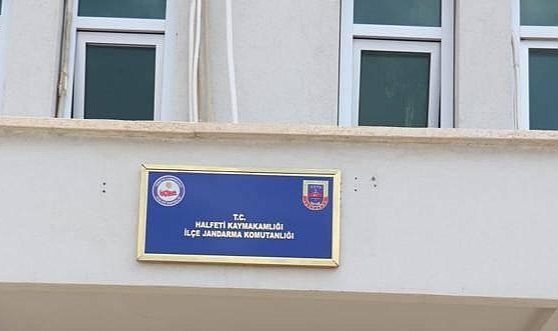 T.C.
HALFETİ KAYMAKAMLIĞI
İLÇE JANDARMA KOMUTANLIĞI